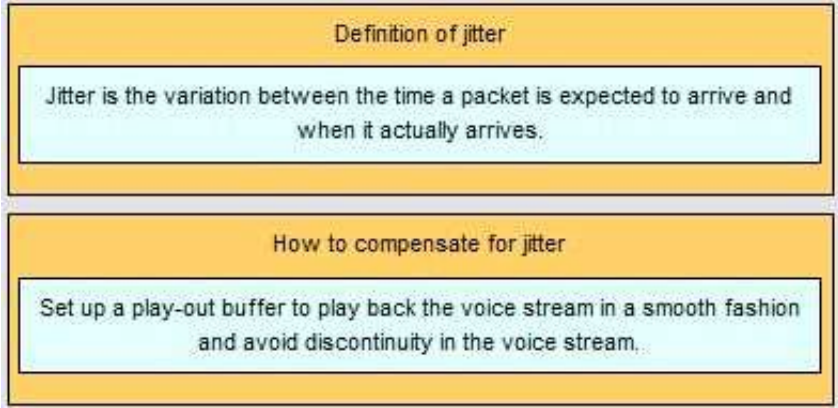 Definition of jitter
Jitter is the variation between the time a packet is expected to arrive and
when it actually arrives.
How to compensate for jitter
Set up a play-out buffer to play back the voice stream in a smooth fashion
and avoid discontinuity in the voice stream.